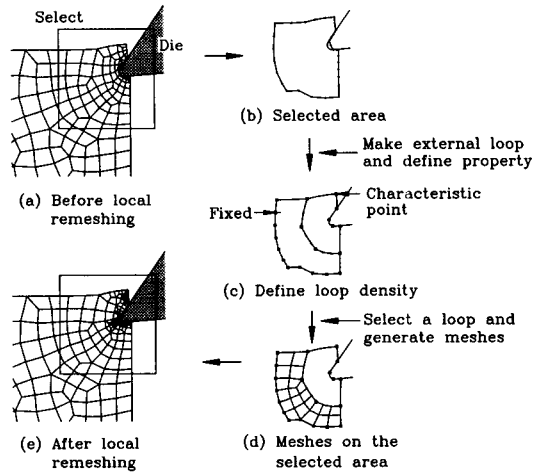 Select
Die
(a) Before local
remeshing
(b) Selected area
Make external loop
and define property
Fixed
Characteristic
point
(c) Define loop density
Select a loop and
generate meshes
(d) Meshes on the
selected area
(e) After local
remeshing